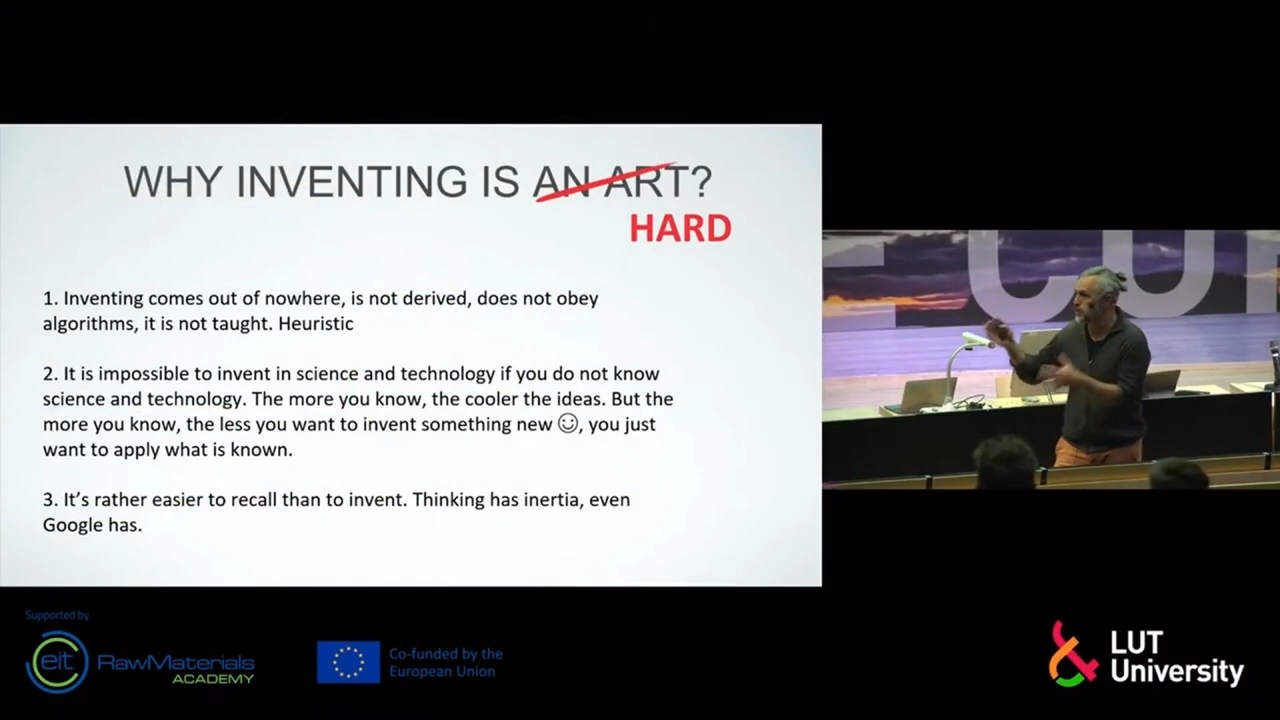 WHY INVENTING IS AN ART?
HARD
1. Inventing comes out of nowhere, is not derived, does not obey
algorithms, it is not taught. Heuristic
2. It is impossible to invent in science and technology if you do not know
science and technology. The more you know, the cooler the ideas. But the
more you know, the less you want to invent something new ☺, you just
want to apply what is known.
3. It’s rather easier to recall than to invent. Thinking has inertia, even
Google has.
Supported by
eit RawMaterials
ACADEMY
Co-funded by the
European Union
LUT
University